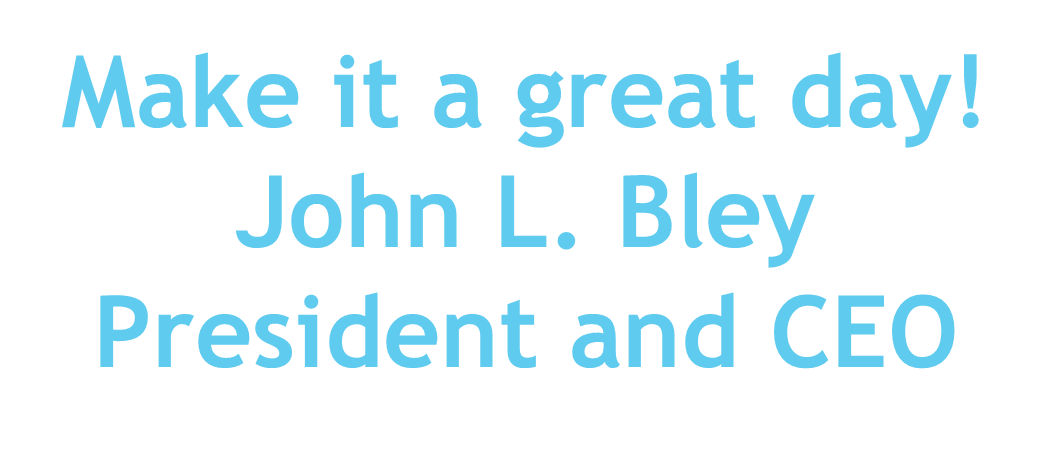 Make it a great day!
John L. Bley
President and CEO